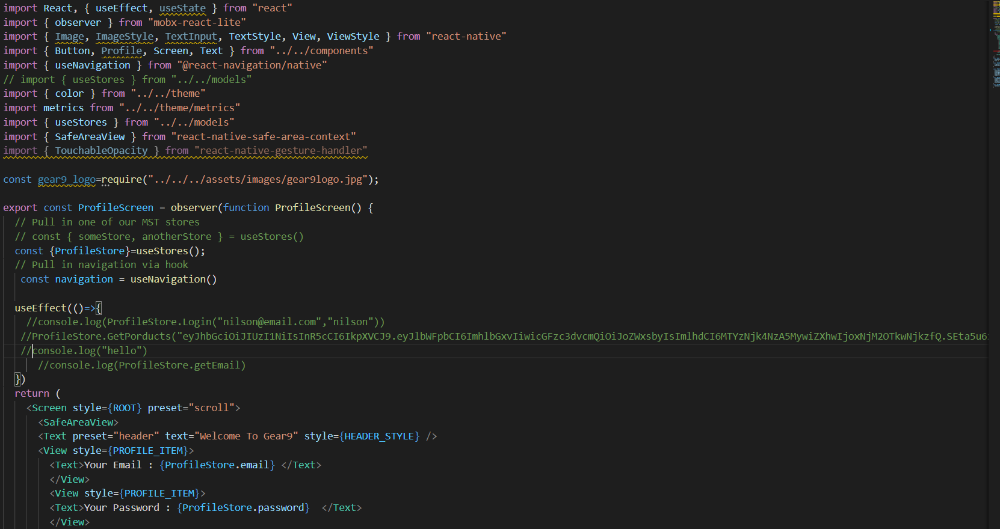 import React, { useEffect, useState } from "react"
import { observer } from "mobx-react-lite"
import { Image, ImageStyle, TextInput, TextStyle, View, ViewStyle } from "react-native"
import { Button, Profile, Screen, Text } from "../../components"
import { useNavigation } from "@react-navigation/native"
// import { useStores } from "../../models"
import { color } from "../../theme"
import metrics from "../../theme/metrics"
import { useStores } from "../../models"
import { SafeAreaView } from "react-native-safe-area-context"
import { TouchableOpacity } from "react-native-gesture-handler"
const gear9_logo=require("../../../assets/images/gear9logo.jpg");
export const ProfileScreen = observer(function ProfileScreen() {
// Pull in one of our MST stores
// const { someStore, anotherStore } = useStores()
const {ProfileStore}=useStores();
// Pull in navigation via hook
const navigation = useNavigation()
useEffect(()=>{
//console.log(ProfileStore.Login("nilson@email.com","nilson"))
//ProfileStore.GetPorducts("eyJhbGciOiJIUzI1NiIsInR5cCI6IkpXVCJ9.eyJlbWFpbCI6ImhlbGxvIiwicGFzc3dvcmQiOiJoZWxsbyIsImlhdCI6MTYzNjk4NzA5MywiZXhwIjoxNjM2OTkwNjkzfQ.SEta5u6
//console.log("hello")
//console.log(ProfileStore.getEmail)
})
return (
<Screen style={ROOT} preset="scroll">
<SafeAreaView>
<Text preset="header" text="Welcome To Gear9" style={HEADER_STYLE} />
<View style={PROFILE_ITEM}>
<Text>Your Email : {ProfileStore.email} </Text>
</View>
<View style={PROFILE_ITEM}>
<Text>Your Password : {ProfileStore.password}  </Text>
</View>